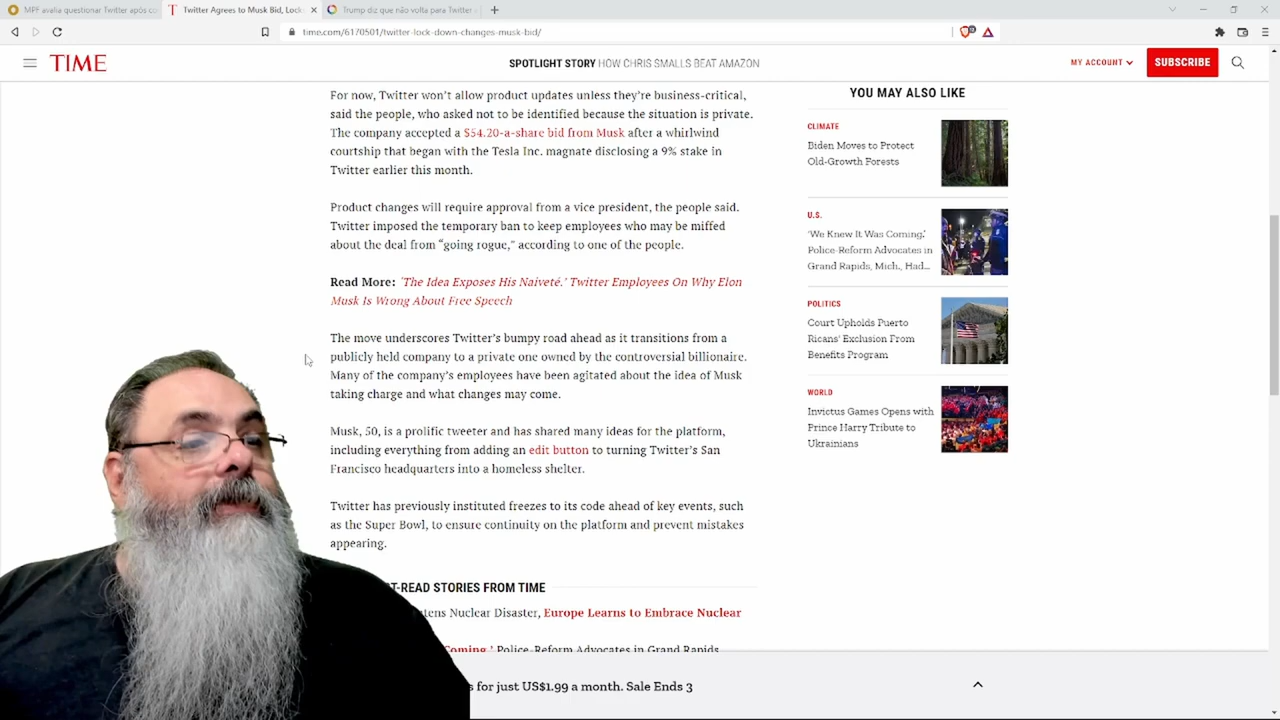 MPF avalia questionar Twitter após co
Twitter Agrees to Musk Bid, Lock
Trump diz que não volta para Twitter
time.com/6170501/twitter-lock-down-changes-musk-bid/
TIME
SPOTLIGHT STORY HOW CHRIS SMALLS BEAT AMAZON
MY ACCOUNT
SUBSCRIBE
For now, Twitter won't allow product updates unless they're business-critical,
said the people, who asked not to be identified because the situation is private.
The company accepted a $54.20-a-share bid from Musk after a whirlwind
courtship that began with the Tesla Inc. magnate disclosing a 9% stake in
Twitter earlier this month.
Product changes will require approval from a vice president, the people said.
Twitter imposed the temporary ban to keep employees who may be miffed
about the deal from “going rogue,” according to one of the people.
Read More: ‘The Idea Exposes His Naiveté.’ Twitter Employees On Why Elon
Musk Is Wrong About Free Speech
The move underscores Twitter's bumpy road ahead as it transitions from a
publicly held company to a private one owned by the controversial billionaire.
Many of the company's employees have been agitated about the idea of Musk
taking charge and what changes may come.
Musk, 50, is a prolific tweeter and has shared many ideas for the platform,
including everything from adding an edit button to turning Twitter's San
Francisco headquarters into a homeless shelter.
Twitter has previously instituted freezes to its code ahead of key events, such
as the Super Bowl, to ensure continuity on the platform and prevent mistakes
appearing.
T-READ STORIES FROM TIME
tens Nuclear Disaster, Europe Learns to Embrace Nuclear
Coming.' Police-Reform Advocates in Grand Rapids
s for just US$1.99 a month. Sale Ends 3
YOU MAY ALSO LIKE
CLIMATE
Biden Moves to Protect
Old-Growth Forests
U.S.
‘We Knew It Was Coming.’
Police-Reform Advocates in
Grand Rapids, Mich., Had...
POLITICS
Court Upholds Puerto
Ricans' Exclusion From
Benefits Program
WORLD
Invictus Games Opens with
Prince Harry Tribute to
Ukrainians